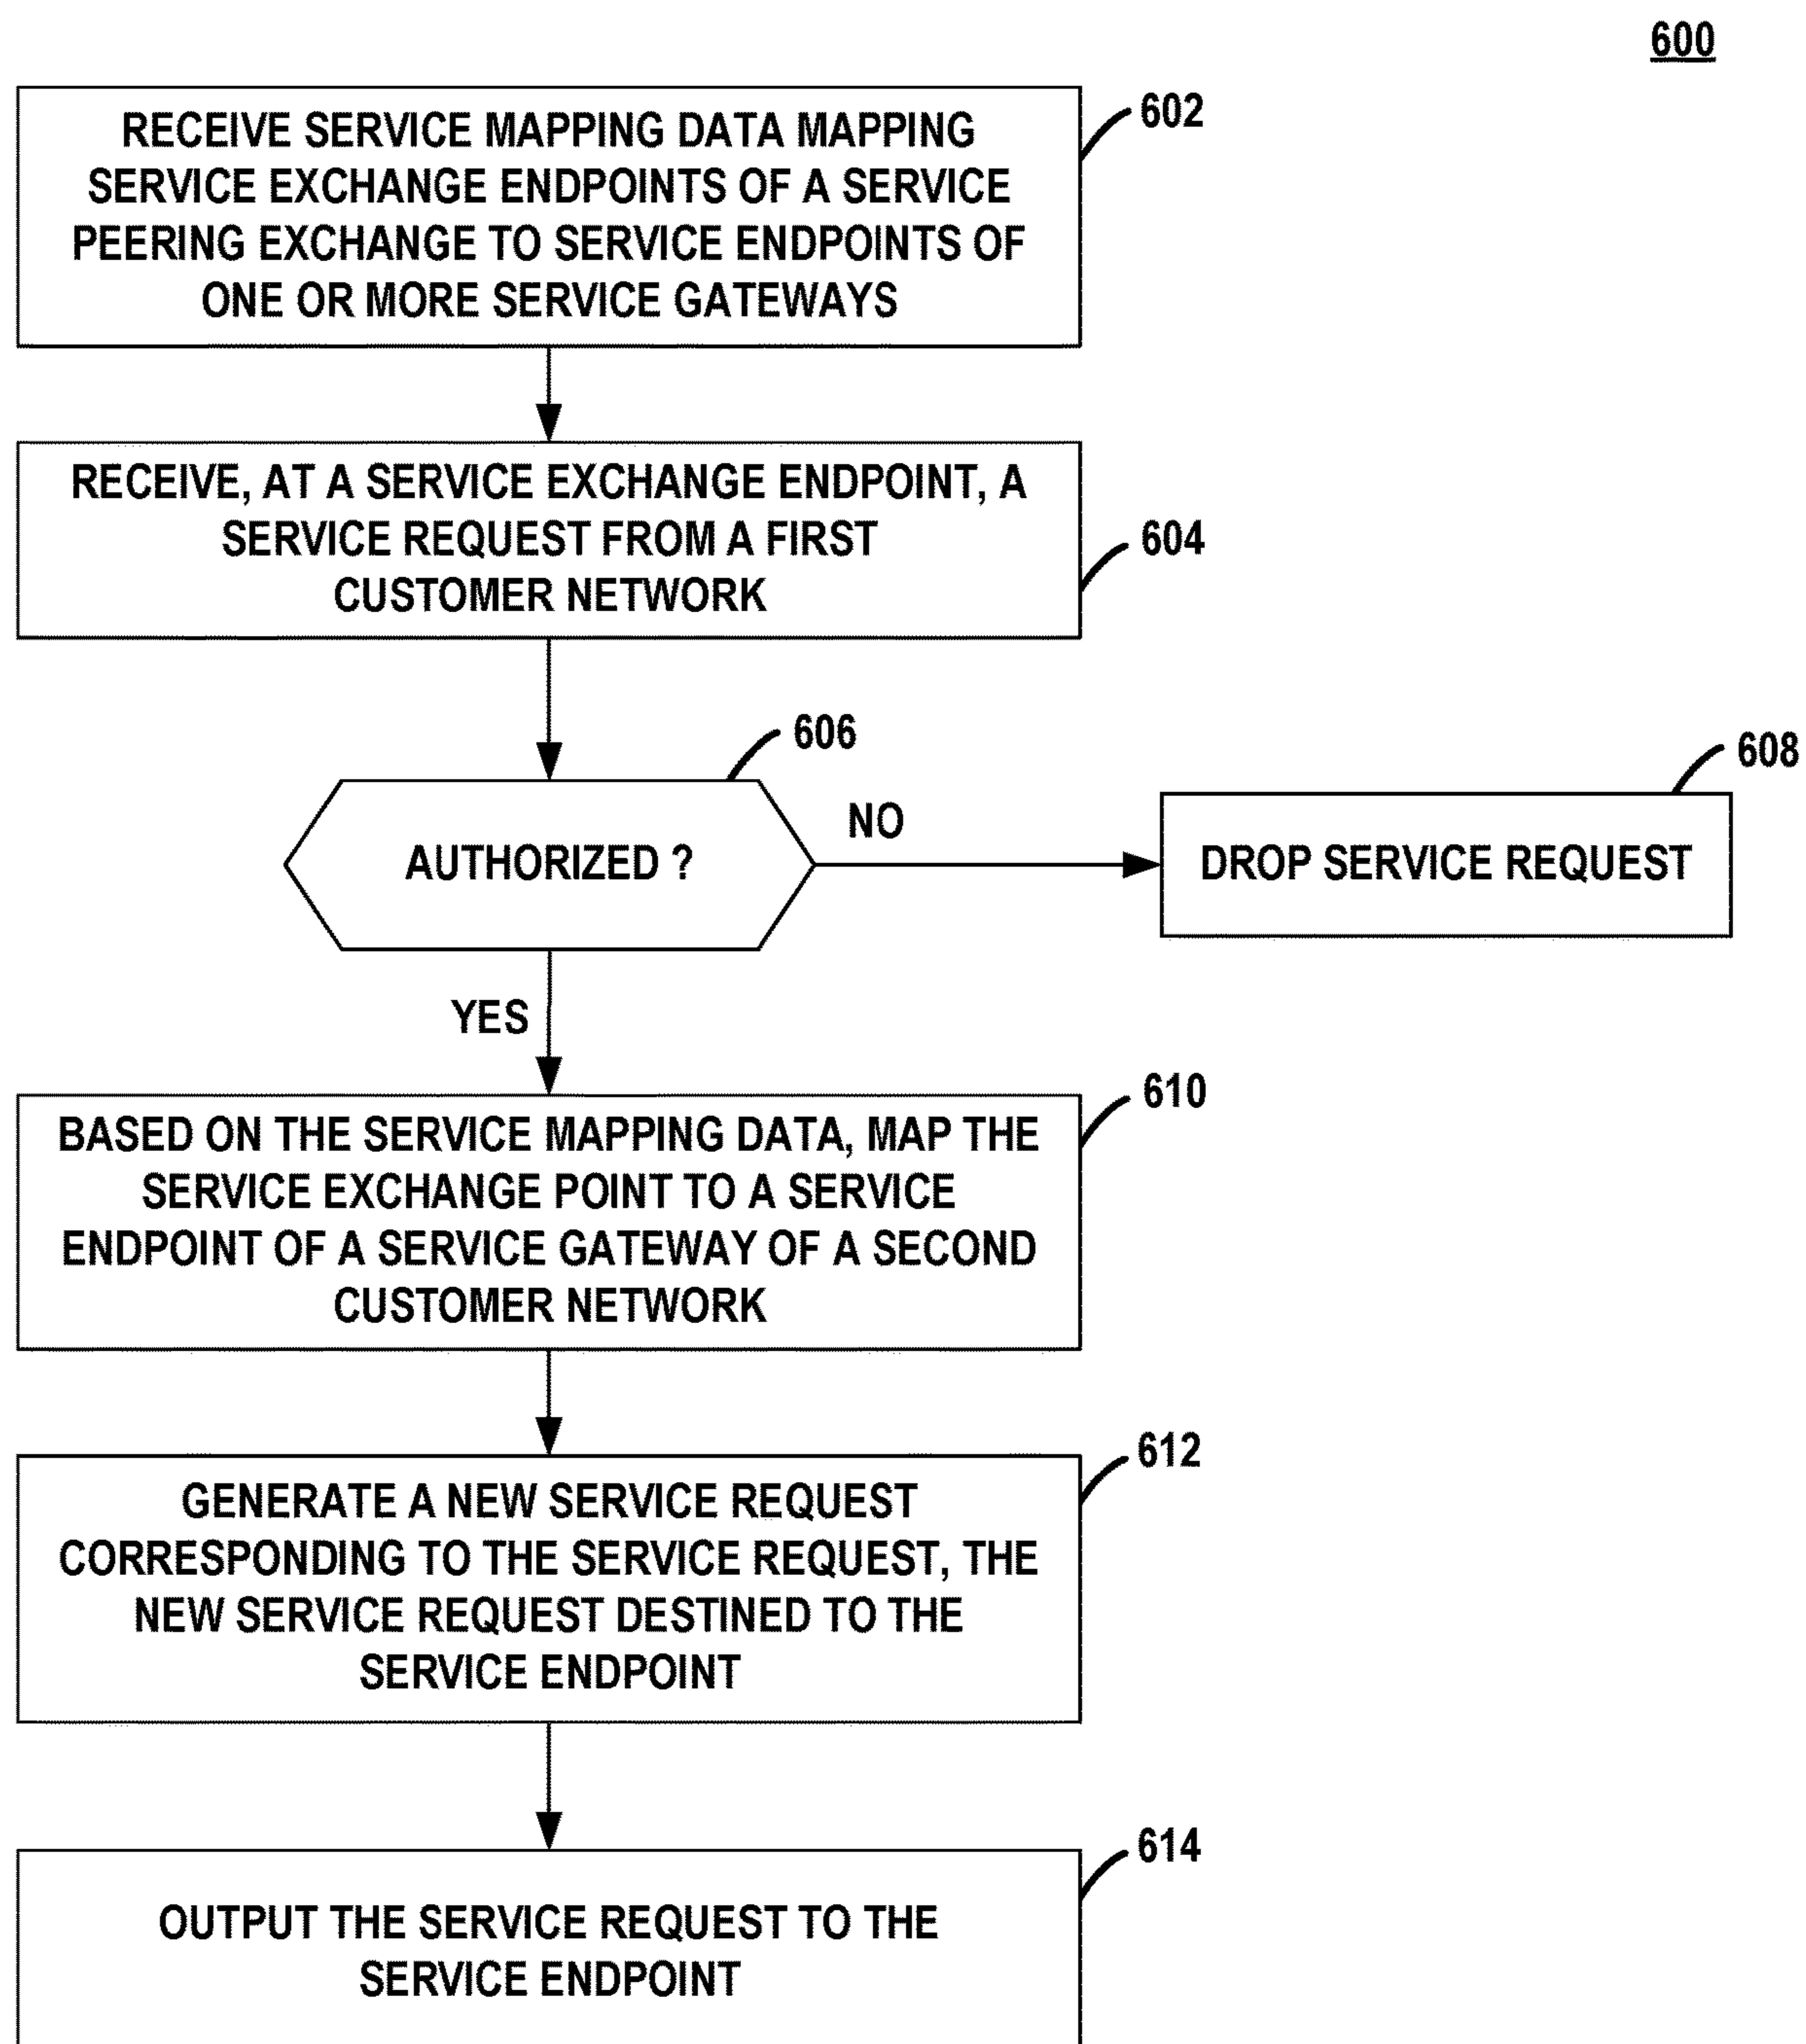 600
RECEIVE SERVICE MAPPING DATA MAPPING
SERVICE EXCHANGE ENDPOINTS OF A SERVICE
PEERING EXCHANGE TO SERVICE ENDPOINTS OF
ONE OR MORE SERVICE GATEWAYS
602
RECEIVE, AT A SERVICE EXCHANGE ENDPOINT, A
SERVICE REQUEST FROM A FIRST
CUSTOMER NETWORK
604
606
AUTHORIZED ?
NO
608
DROP SERVICE REQUEST
YES
610
BASED ON THE SERVICE MAPPING DATA, MAP THE
SERVICE EXCHANGE POINT TO A SERVICE
ENDPOINT OF A SERVICE GATEWAY OF A SECOND
CUSTOMER NETWORK
612
GENERATE A NEW SERVICE REQUEST
CORRESPONDING TO THE SERVICE REQUEST, THE
NEW SERVICE REQUEST DESTINED TO THE
SERVICE ENDPOINT
614
OUTPUT THE SERVICE REQUEST TO THE
SERVICE ENDPOINT